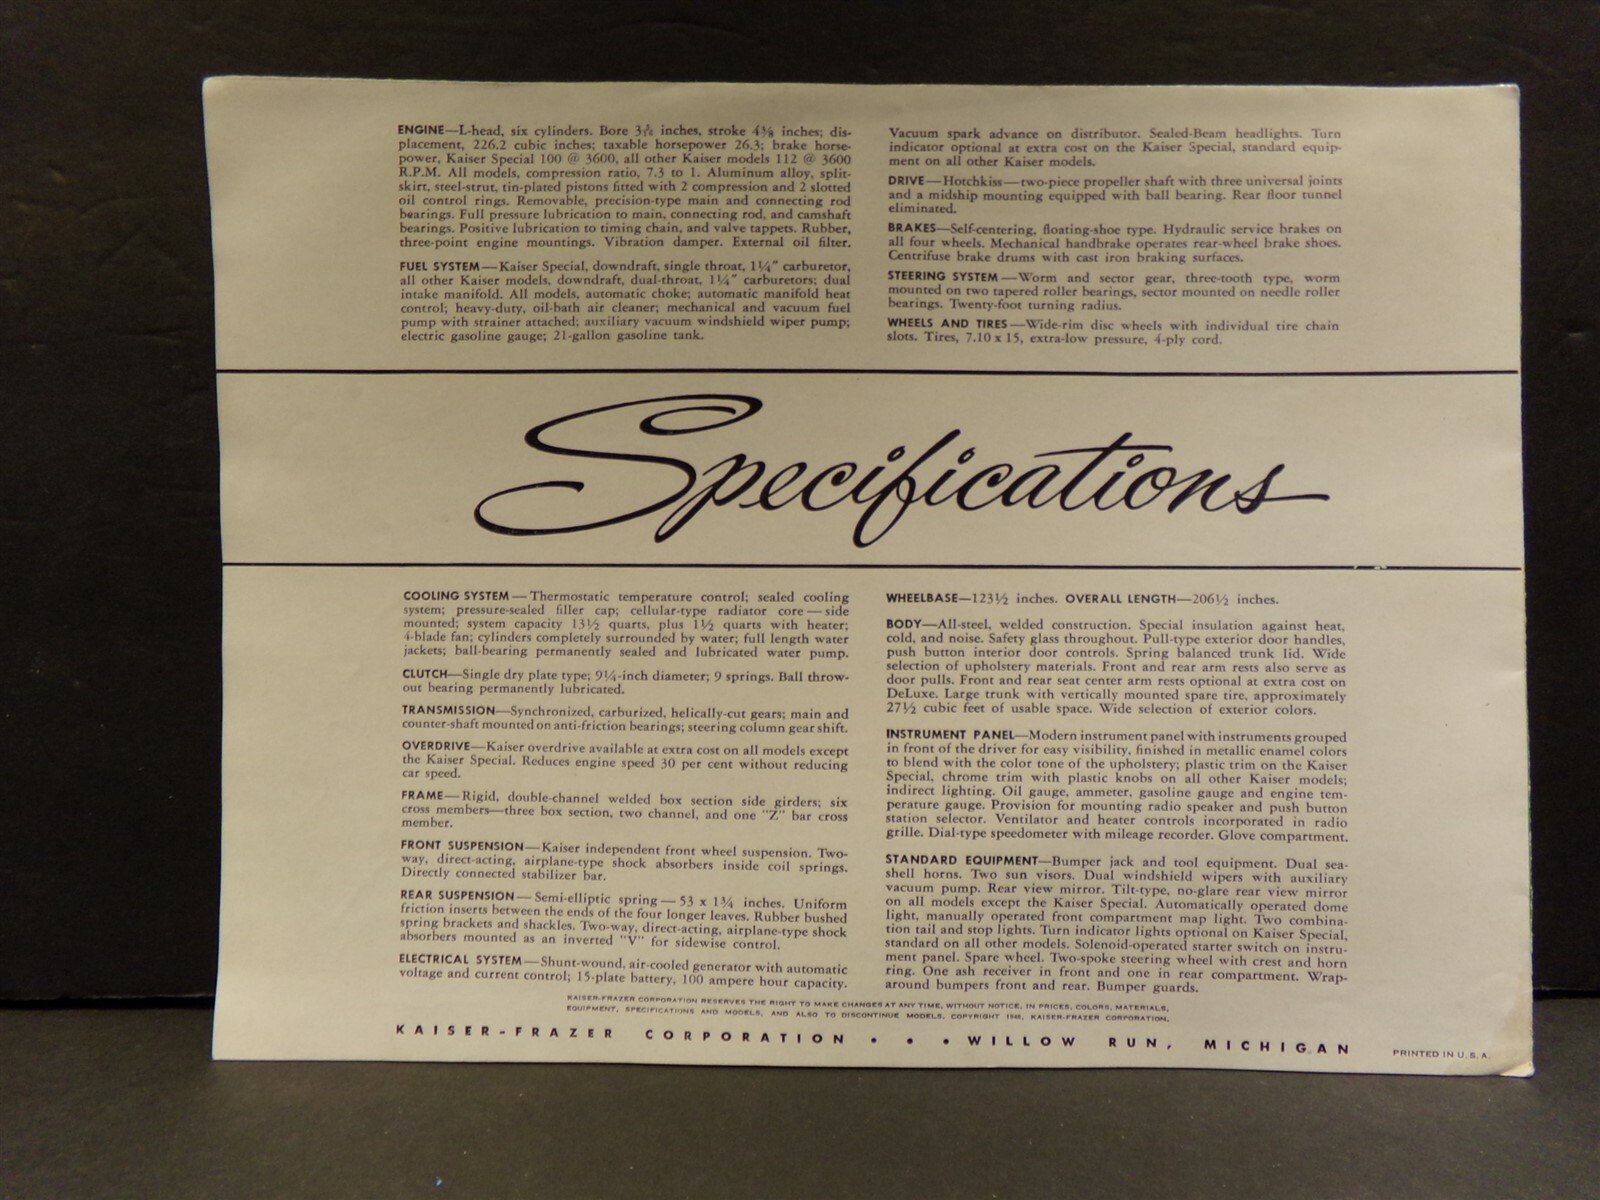 ENGINE—L-head, six cylinders. Bore 3 5/16 inches, stroke 4 3/8 inches; dis-
placement, 226.2 cubic inches; taxable horsepower 26.3; brake horse-
power, Kaiser Special 100 @ 3600, all other Kaiser models 112 @ 3600
R.P.M. All models, compression ratio, 7.3 to 1. Aluminum alloy, split-
skirt, steel-strut, tin-plated pistons fitted with 2 compression and 2 slotted
oil control rings. Removable, precision-type main and connecting rod
bearings. Full pressure lubrication to main, connecting rod, and camshaft
bearings. Positive lubrication to timing chain, and valve tappets. Rubber,
three-point engine mountings. Vibration damper. External oil filter.
FUEL SYSTEM—Kaiser Special, downdraft, single throat, 1¼" carburetor,
all other Kaiser models, downdraft, dual-throat, 1¼" carburetors; dual
intake manifold. All models, automatic choke; automatic manifold heat
control; heavy-duty, oil-bath air cleaner; mechanical and vacuum fuel
pump with strainer attached; auxiliary vacuum windshield wiper pump;
electric gasoline gauge; 21-gallon gasoline tank.
Vacuum spark advance on distributor. Sealed-Beam headlights. Turn
indicator optional at extra cost on the Kaiser Special, standard equip-
ment on all other Kaiser models.
DRIVE—Hotchkiss—two-piece propeller shaft with three universal joints
and a midship mounting equipped with ball bearing. Rear floor tunnel
eliminated.
BRAKES—Self-centering, floating-shoe type. Hydraulic service brakes on
all four wheels. Mechanical handbrake operates rear-wheel brake shoes.
Centrifuse brake drums with cast iron braking surfaces.
STEERING SYSTEM—Worm and sector gear, three-tooth type, worm
mounted on two tapered roller bearings, sector mounted on needle roller
bearings. Twenty-foot turning radius.
WHEELS AND TIRES—Wide-rim disc wheels with individual tire chain
slots. Tires, 7.10 x 15, extra-low pressure, 4-ply cord.
Specifications
COOLING SYSTEM—Thermostatic temperature control; sealed cooling
system; pressure-sealed filler cap; cellular-type radiator core—side
mounted; system capacity 13½ quarts, plus 1½ quarts with heater;
4-blade fan; cylinders completely surrounded by water; full length water
jackets; ball-bearing permanently sealed and lubricated water pump.
CLUTCH—Single dry plate type; 9¼-inch diameter; 9 springs. Ball throw-
out bearing permanently lubricated.
TRANSMISSION—Synchronized, carburized, helically-cut gears; main and
counter-shaft mounted on anti-friction bearings; steering column gear shift.
OVERDRIVE—Kaiser overdrive available at extra cost on all models except
the Kaiser Special. Reduces engine speed 30 per cent without reducing
car speed.
FRAME—Rigid, double-channel welded box section side girders; six
cross members—three box section, two channel, and one "Z" bar cross
member.
FRONT SUSPENSION—Kaiser independent front wheel suspension. Two-
way, direct-acting, airplane-type shock absorbers inside coil springs.
Directly connected stabilizer bar.
REAR SUSPENSION—Semi-elliptic spring—53 x 1¾ inches. Uniform
friction inserts between the ends of the four longer leaves. Rubber bushed
spring brackets and shackles. Two-way, direct-acting, airplane-type shock
absorbers mounted as an inverted "V" for sidewise control.
ELECTRICAL SYSTEM—Shunt-wound, air-cooled generator with automatic
voltage and current control; 15-plate battery, 100 ampere hour capacity.
WHEELBASE—123½ inches. OVERALL LENGTH—206½ inches.
BODY—All-steel, welded construction. Special insulation against heat,
cold, and noise. Safety glass throughout. Pull-type exterior door handles,
push button interior door controls. Spring balanced trunk lid. Wide
selection of upholstery materials. Front and rear arm rests also serve as
door pulls. Front and rear seat center arm rests optional at extra cost on
DeLuxe. Large trunk with vertically mounted spare tire, approximately
27½ cubic feet of usable space. Wide selection of exterior colors.
INSTRUMENT PANEL—Modern instrument panel with instruments grouped
in front of the driver for easy visibility, finished in metallic enamel colors
to blend with the color tone of the upholstery; plastic trim on the Kaiser
Special, chrome trim with plastic knobs on all other Kaiser models;
indirect lighting. Oil gauge, ammeter, gasoline gauge and engine tem-
perature gauge. Provision for mounting radio speaker and push button
station selector. Ventilator and heater controls incorporated in radio
grille. Dial-type speedometer with mileage recorder. Glove compartment.
STANDARD EQUIPMENT—Bumper jack and tool equipment. Dual sea-
shell horns. Two sun visors. Dual windshield wipers with auxiliary
vacuum pump. Rear view mirror. Tilt-type, no-glare rear view mirror
on all models except the Kaiser Special. Automatically operated dome
light, manually operated front compartment map light. Two combina-
tion tail and stop lights. Turn indicator lights optional on Kaiser Special,
standard on all other models. Solenoid-operated starter switch on instru-
ment panel. Spare wheel. Two-spoke steering wheel with crest and horn
ring. One ash receiver in front and one in rear compartment. Wrap-
around bumpers front and rear. Bumper guards.
KAISER-FRAZER CORPORATION RESERVES THE RIGHT TO MAKE CHANGES AT ANY TIME, WITHOUT NOTICE, IN PRICES, COLORS, MATERIALS,
EQUIPMENT, SPECIFICATIONS AND MODELS, AND ALSO TO DISCONTINUE MODELS. COPYRIGHT KAISER-FRAZER CORPORATION.
KAISER-FRAZER CORPORATION • • • WILLOW RUN, MICHIGAN
PRINTED IN U.S.A.